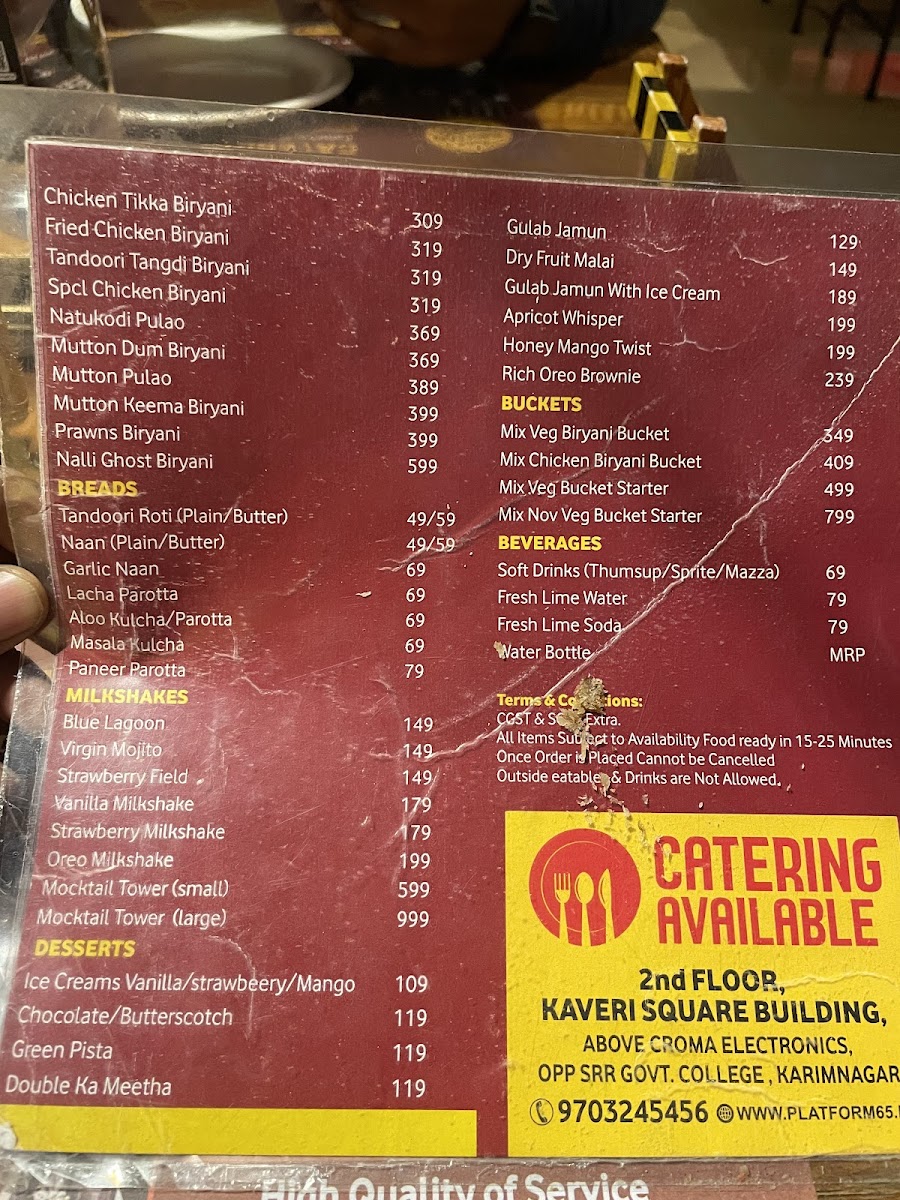 Chicken Tikka Biryani 309
Fried Chicken Biryani 319
Tandoori Tangdi Biryani 319
Spcl Chicken Biryani 319
Natukodi Pulao 369
Mutton Dum Biryani 369
Mutton Pulao 389
Mutton Keema Biryani 399
Prawns Biryani 399
Nalli Ghost Biryani 599
BREADS
Tandoori Roti (Plain/Butter) 49/59
Naan (Plain/Butter) 49/59
Garlic Naan 69
Lacha Parotta 69
Aloo Kulcha/Parotta 69
Masala Kulcha 69
Paneer Parotta 79
MILKSHAKES
Blue Lagoon 149
Virgin Mojito 149
Strawberry Field 149
Vanilla Milkshake 179
Strawberry Milkshake 179
Oreo Milkshake 199
Mocktail Tower (small) 599
Mocktail Tower (large) 999
DESSERTS
Ice Creams Vanilla/strawbeery/Mango 109
Chocolate/Butterscotch 119
Green Pista 119
Double Ka Meetha 119
Gulab Jamun 129
Dry Fruit Malai 149
Gulab Jamun With Ice Cream 189
Apricot Whisper 199
Honey Mango Twist 199
Rich Oreo Brownie 239
BUCKETS
Mix Veg Biryani Bucket 349
Mix Chicken Biryani Bucket 409
Mix Veg Bucket Starter 499
Mix Nov Veg Bucket Starter 799
BEVERAGES
Soft Drinks (Thumsup/Sprite/Mazza) 69
Fresh Lime Water 79
Fresh Lime Soda 79
Water Bottle MRP
Terms & Conditions:
CGST & Extra.
All Items Subject to Availability Food ready in 15-25 Minutes
Once Order is Placed Cannot be Cancelled
Outside eatables & Drinks are Not Allowed.
CATERING
AVAILABLE
2nd FLOOR,
KAVERI SQUARE BUILDING,
ABOVE CROMA ELECTRONICS,
OPP SRR GOVT. COLLEGE , KARIMNAGAR
9703245456 WWW.PLATFORM65.
High Quality of Service